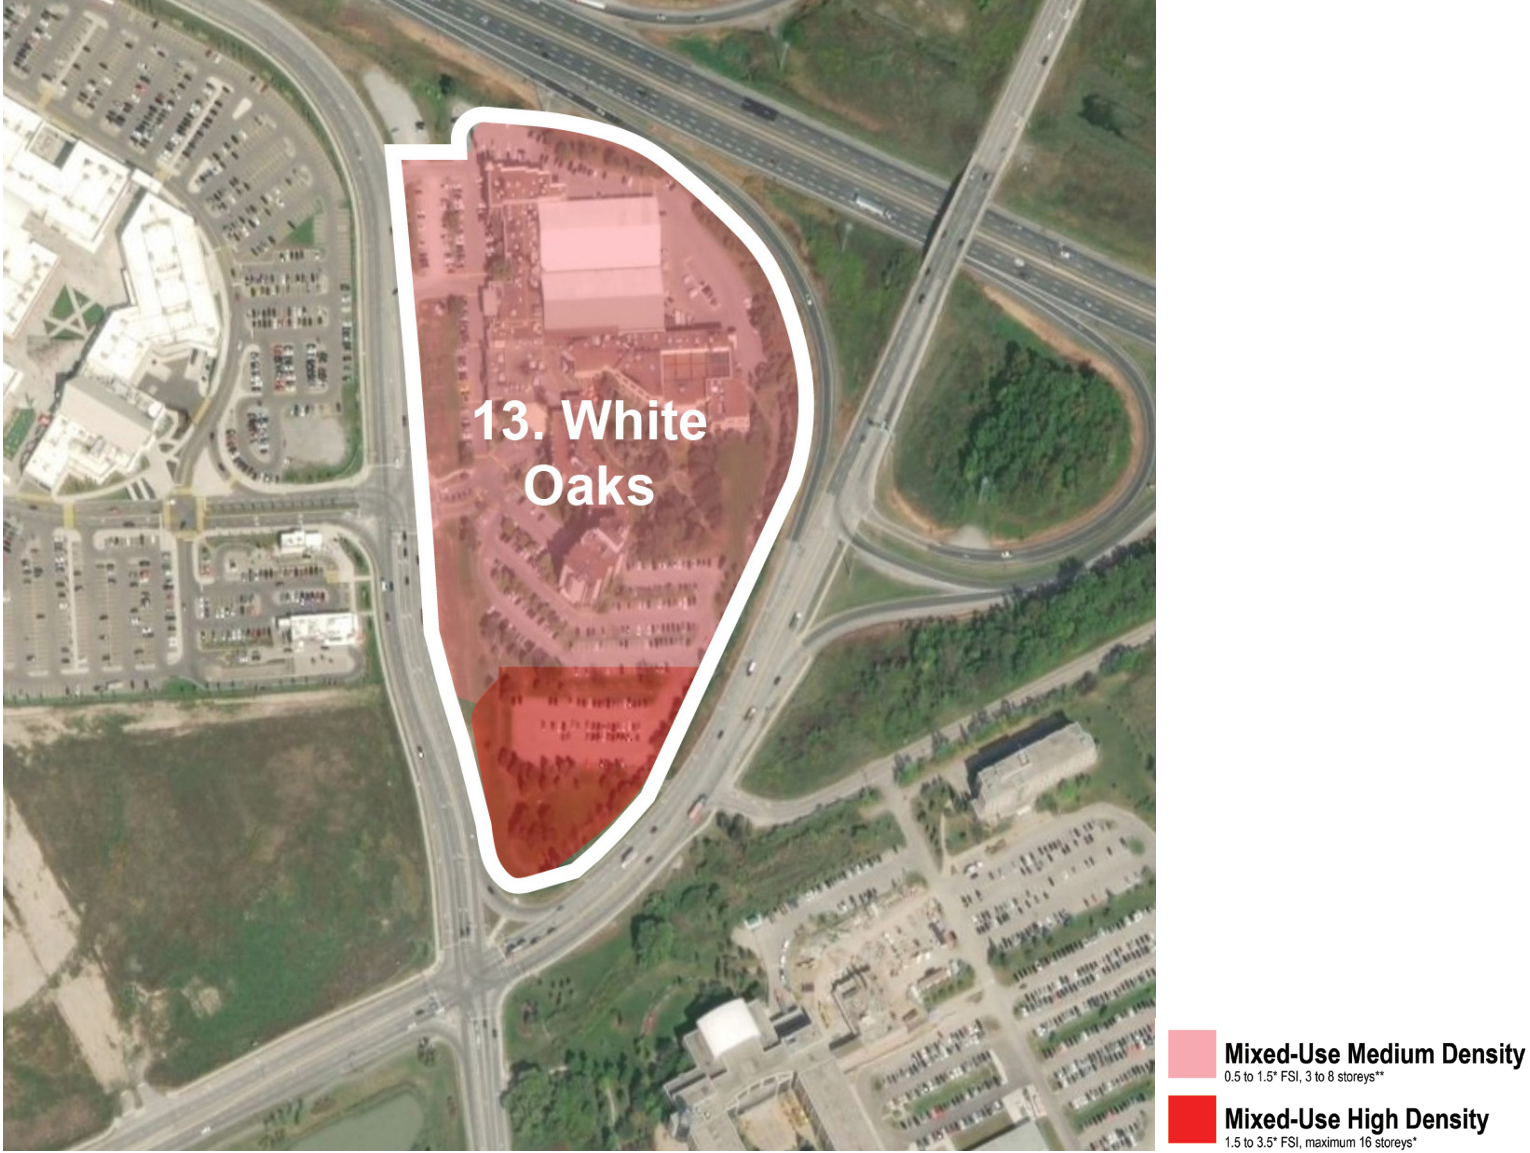 13. White
Oaks
Mixed-Use Medium Density
0.5 to 1.5* FSI, 3 to 8 storeys**
Mixed-Use High Density
1.5 to 3.5* FSI, maximum 16 storeys*